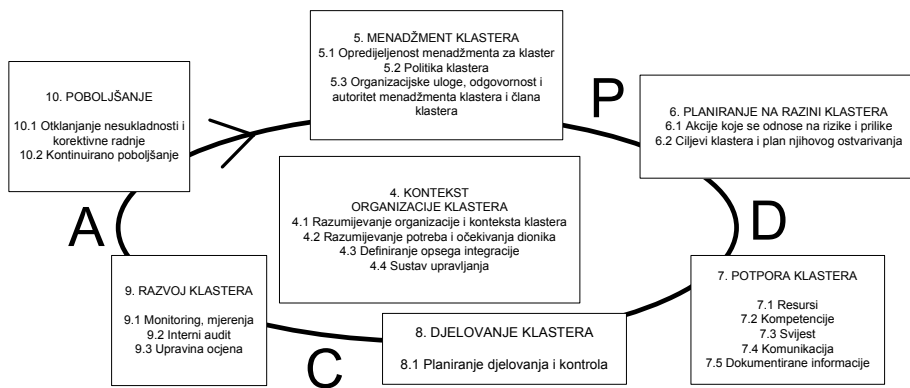 5. MENADŽMENT KLASTERA
5.1 Opredijeljenost menadžmenta za klaster
5.2 Politika klastera
5.3 Organizacijske uloge, odgovornost i
autoritet menadžmenta klastera i člana
klastera
P
6. PLANIRANJE NA RAZINI KLASTERA
6.1 Akcije koje se odnose na rizike i prilike
6.2 Ciljevi klastera i plan njihovog ostvarivanja
10. POBOLJŠANJE
10.1 Otklanjanje nesukladnosti i
korektivne radnje
10.2 Kontinuirano poboljšanje
4. KONTEKST
ORGANIZACIJE KLASTERA
4.1 Razumijevanje organizacije i konteksta klastera
4.2 Razumijevanje potreba i očekivanja dionika
4.3 Definiranje opsega integracije
4.4 Sustav upravljanja
A
D
9. RAZVOJ KLASTERA
9.1 Monitoring, mjerenja
9.2 Interni audit
9.3 Upravina ocjena
C
8. DJELOVANJE KLASTERA
8.1 Planiranje djelovanja i kontrola
7. POTPORA KLASTERA
7.1 Resursi
7.2 Kompetencije
7.3 Svijest
7.4 Komunikacija
7.5 Dokumentirane informacije